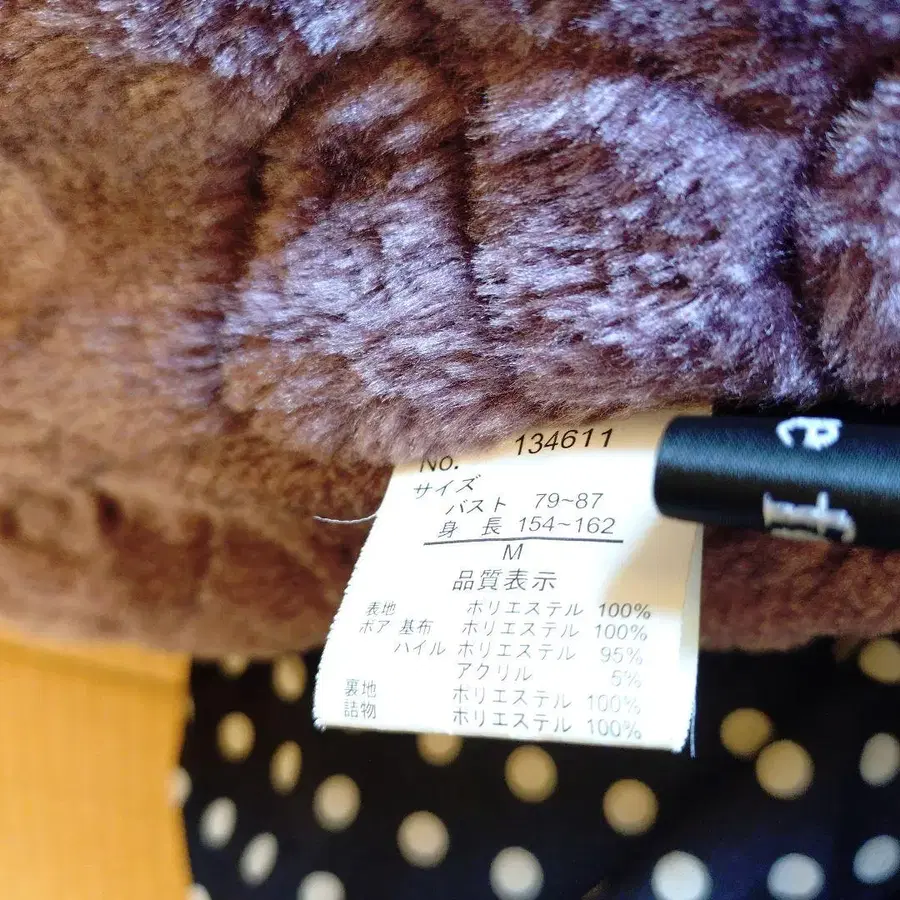 No. 134611
サイズ
バスト 79~87
身長 154~162
M
品質表示
表地 ポリエステル 100%
ボア 基布 ポリエステル 100%
パイル ポリエステル 95%
アクリル 5%
裏地 ポリエステル 100%
詰物 ポリエステル 100%
e